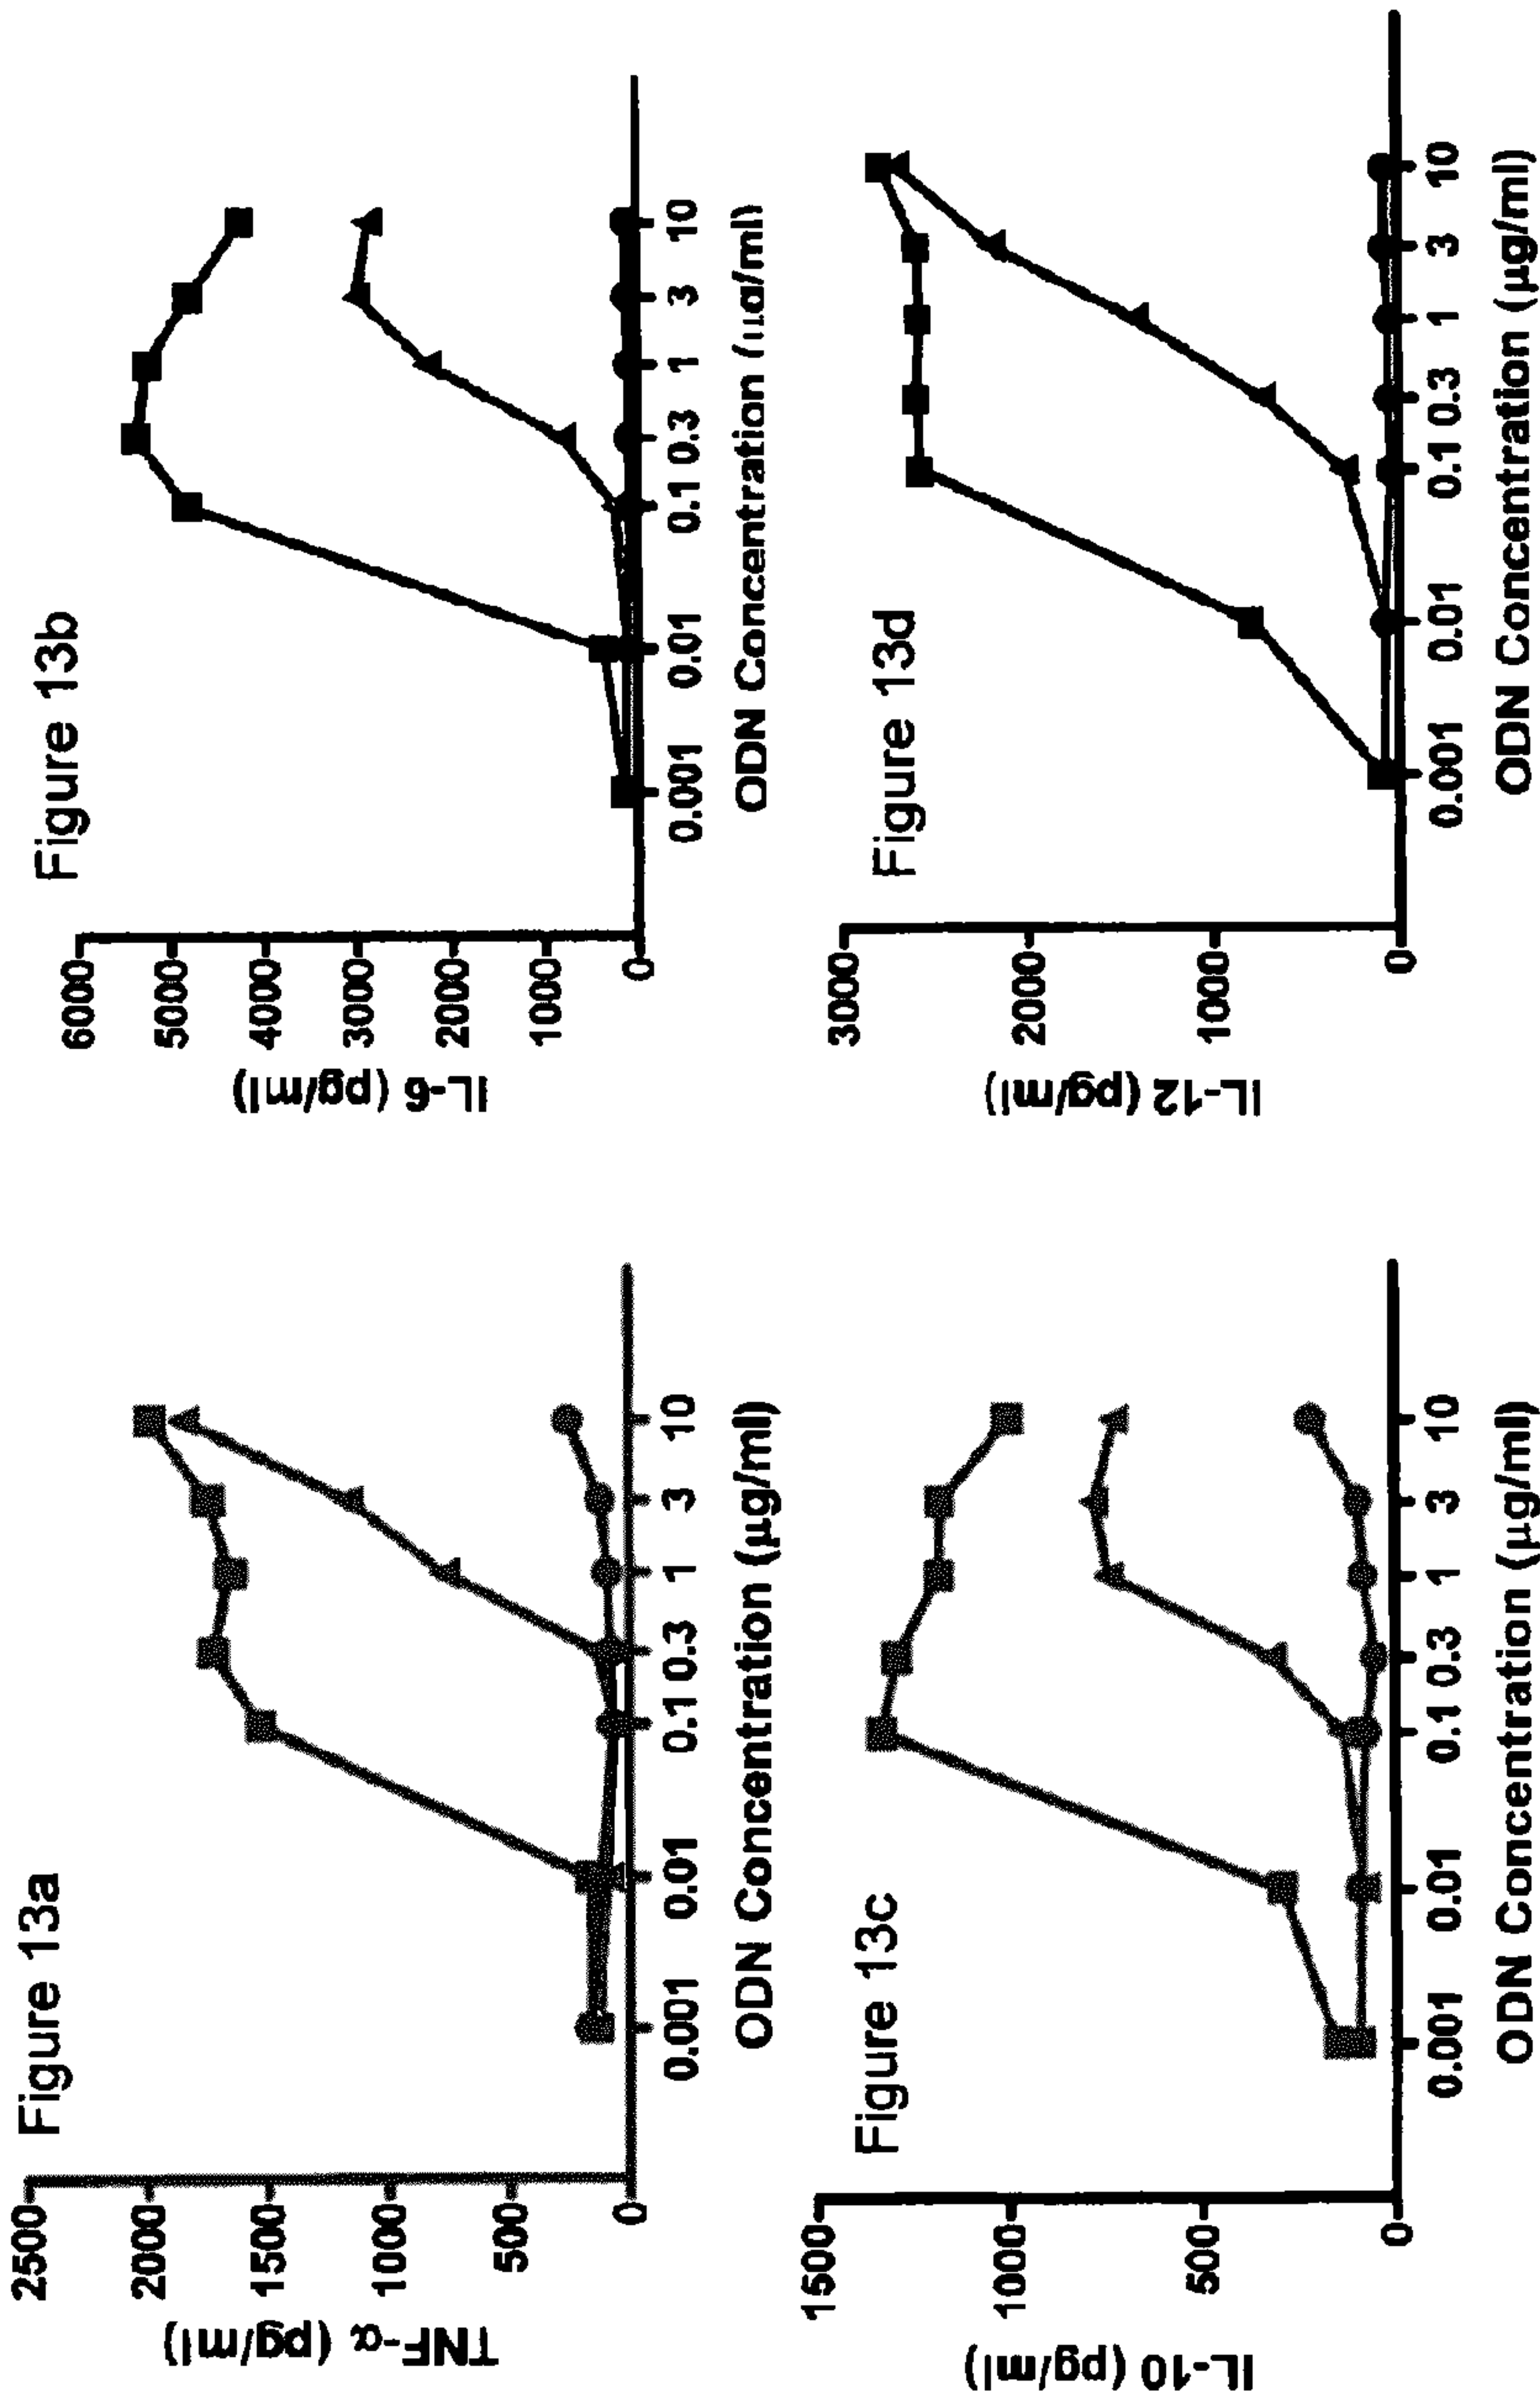 Figure 13a
TNF-α (pg/ml)
2500
2000
1500
1000
500
0
0.001 0.01 0.1 0.3 1 3 10
ODN Concentration (µg/ml)
Figure 13b
IL-6 (pg/ml)
6000
5000
4000
3000
2000
1000
0
0.001 0.01 0.1 0.3 1 3 10
ODN Concentration (µg/ml)
Figure 13c
IL-10 (pg/ml)
1500
1000
500
0
0.001 0.01 0.1 0.3 1 3 10
ODN Concentration (µg/ml)
Figure 13d
IL-12 (pg/ml)
3000
2000
1000
0
0.001 0.01 0.1 0.3 1 3 10
ODN Concentration (µg/ml)